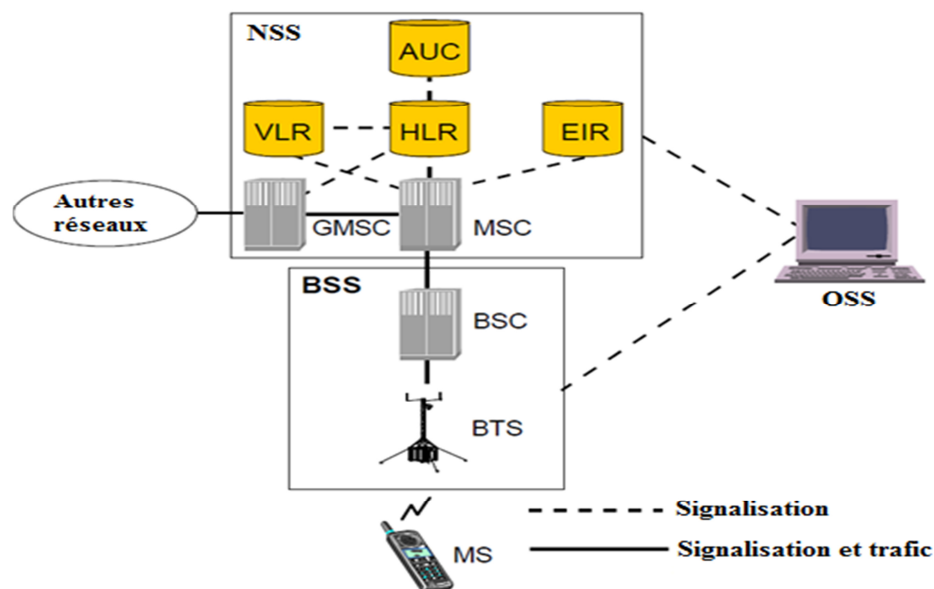 NSS
AUC
VLR
HLR
EIR
Autres
réseaux
GMSC
MSC
OSS
BSS
BSC
BTS
MS
Signalisation
Signalisation et trafic